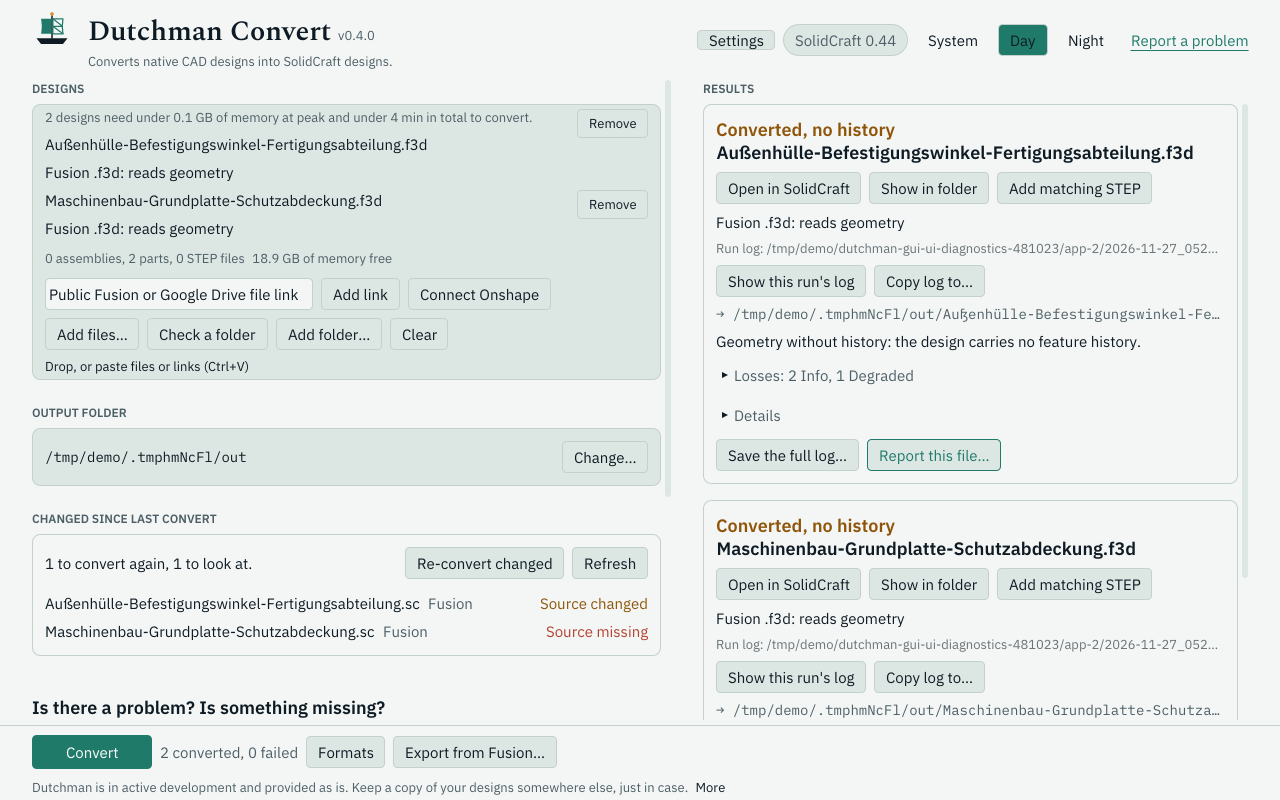 Dutchman Convert v0.4.0
Converts native CAD designs into SolidCraft designs.
Settings
SolidCraft 0.44
System
Day
Night
Report a problem
DESIGNS
2 designs need under 0.1 GB of memory at peak and under 4 min in total to convert.
Außenhülle-Befestigungswinkel-Fertigungsabteilung.f3d
Remove
Fusion .f3d: reads geometry
Maschinenbau-Grundplatte-Schutzabdeckung.f3d
Remove
Fusion .f3d: reads geometry
0 assemblies, 2 parts, 0 STEP files 18.9 GB of memory free
Public Fusion or Google Drive file link
Add link
Connect Onshape
Add files...
Check a folder
Add folder...
Clear
Drop, or paste files or links (Ctrl+V)
OUTPUT FOLDER
/tmp/demo/.tmphmNcFl/out
Change...
CHANGED SINCE LAST CONVERT
1 to convert again, 1 to look at.
Re-convert changed
Refresh
Außenhülle-Befestigungswinkel-Fertigungsabteilung.sc Fusion Source changed
Maschinenbau-Grundplatte-Schutzabdeckung.sc Fusion Source missing
Is there a problem? Is something missing?
RESULTS
Converted, no history
Außenhülle-Befestigungswinkel-Fertigungsabteilung.f3d
Open in SolidCraft
Show in folder
Add matching STEP
Fusion .f3d: reads geometry
Run log: /tmp/demo/dutchman-gui-ui-diagnostics-481023/app-2/2026-11-27_052...
Show this run's log
Copy log to...
→ /tmp/demo/.tmphmNcFl/out/Außenhülle-Befestigungswinkel-Fe…
Geometry without history: the design carries no feature history.
▸ Losses: 2 Info, 1 Degraded
▸ Details
Save the full log...
Report this file...
Converted, no history
Maschinenbau-Grundplatte-Schutzabdeckung.f3d
Open in SolidCraft
Show in folder
Add matching STEP
Fusion .f3d: reads geometry
Run log: /tmp/demo/dutchman-gui-ui-diagnostics-481023/app-2/2026-11-27_052...
Show this run's log
Copy log to...
→ /tmp/demo/.tmphmNcFl/out/Maschinenbau-Grundplatte-Schutza…
Convert
2 converted, 0 failed
Formats
Export from Fusion...
Dutchman is in active development and provided as is. Keep a copy of your designs somewhere else, just in case. More